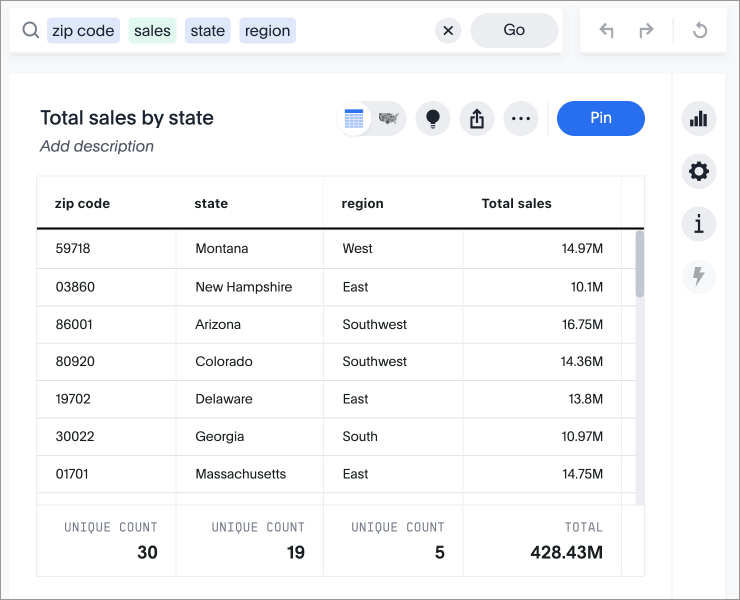 zip code sales state region Go
Total sales by state Pin
Add description
zip code state region Total sales
59718 Montana West 14.97M
03860 New Hampshire East 10.1M
86001 Arizona Southwest 16.75M
80920 Colorado Southwest 14.36M
19702 Delaware East 13.8M
30022 Georgia South 10.97M
01701 Massachusetts East 14.75M
UNIQUE COUNT UNIQUE COUNT UNIQUE COUNT TOTAL
30 19 5 428.43M